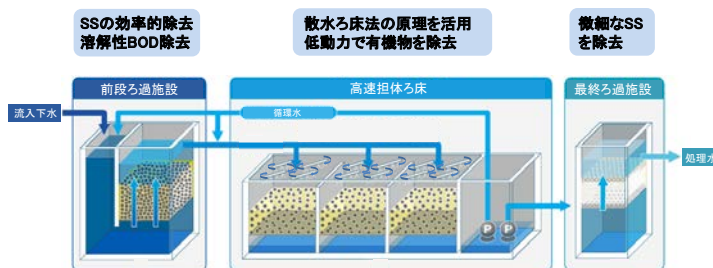 SSの効率的除去
溶解性BOD除去
散水ろ床法の原理を活用
低動力で有機物を除去
微細なSS
を除去
前段ろ過施設
高速担体ろ床
最終ろ過施設
流入下水
循環水
処理水
P
P